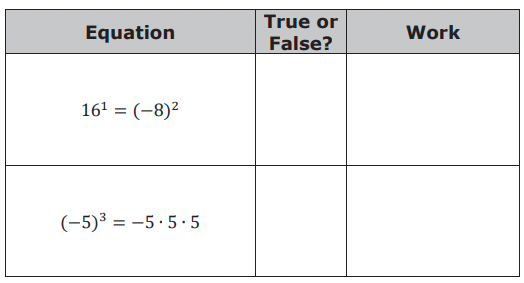 Equation
True or
False?
Work
16¹ = (−8)²
(−5)³ = −5 · 5 · 5